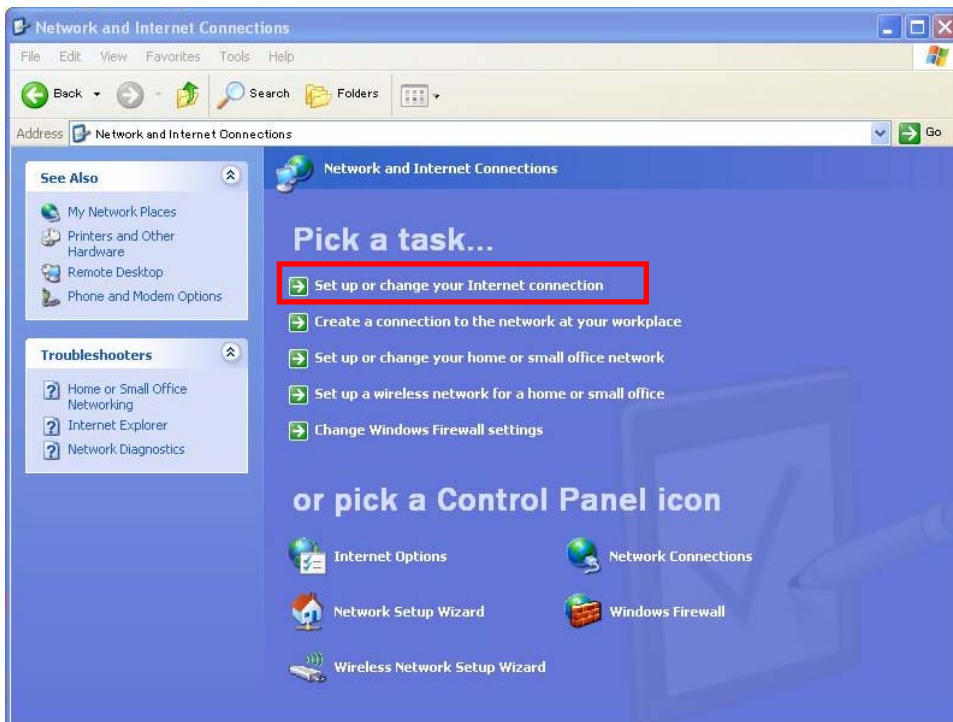 Network and Internet Connections
File Edit View Favorites Tools Help
Back Search Folders
Address Network and Internet Connections Go
See Also
My Network Places
Printers and Other
Hardware
Remote Desktop
Phone and Modem Options
Troubleshooters
Home or Small Office
Networking
Internet Explorer
Network Diagnostics
Network and Internet Connections
Pick a task...
Set up or change your Internet connection
Create a connection to the network at your workplace
Set up or change your home or small office network
Set up a wireless network for a home or small office
Change Windows Firewall settings
or pick a Control Panel icon
Internet Options Network Connections
Network Setup Wizard Windows Firewall
Wireless Network Setup Wizard